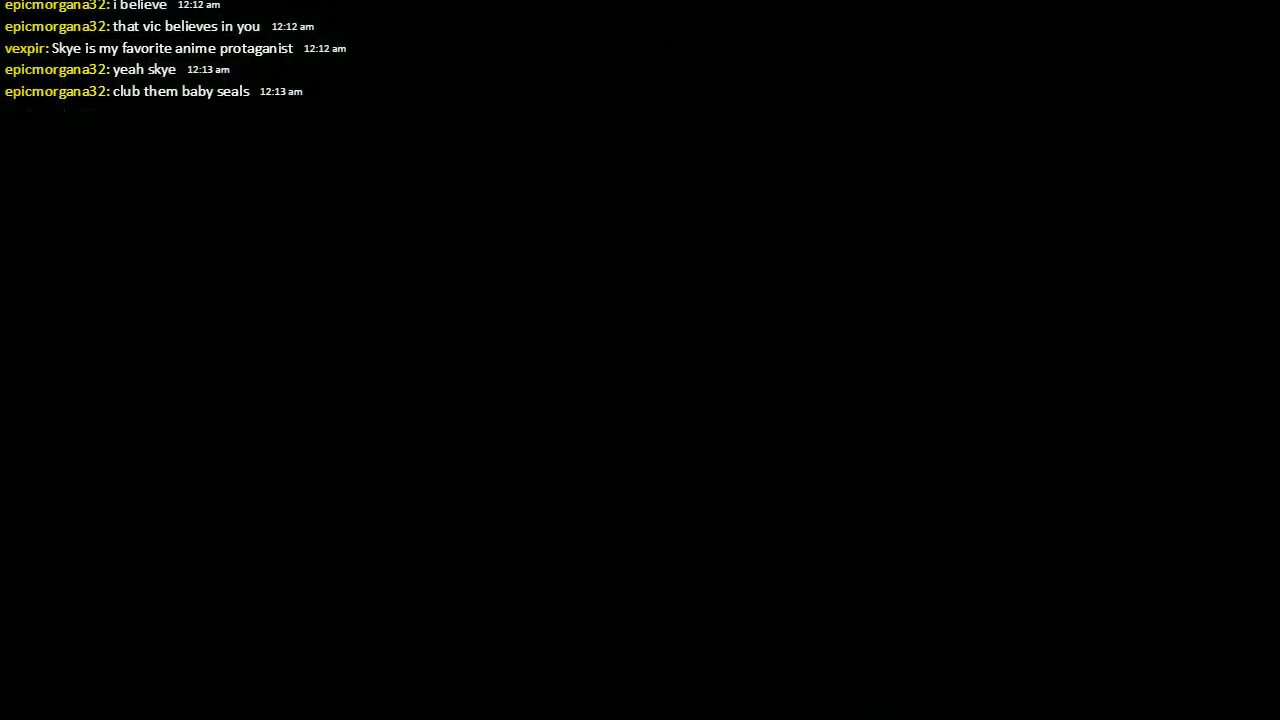 epicmorgana32: i believe 12:12 am
epicmorgana32: that vic believes in you 12:12 am
vexpir: Skye is my favorite anime protaganist 12:12 am
epicmorgana32: yeah skye 12:13 am
epicmorgana32: club them baby seals 12:13 am